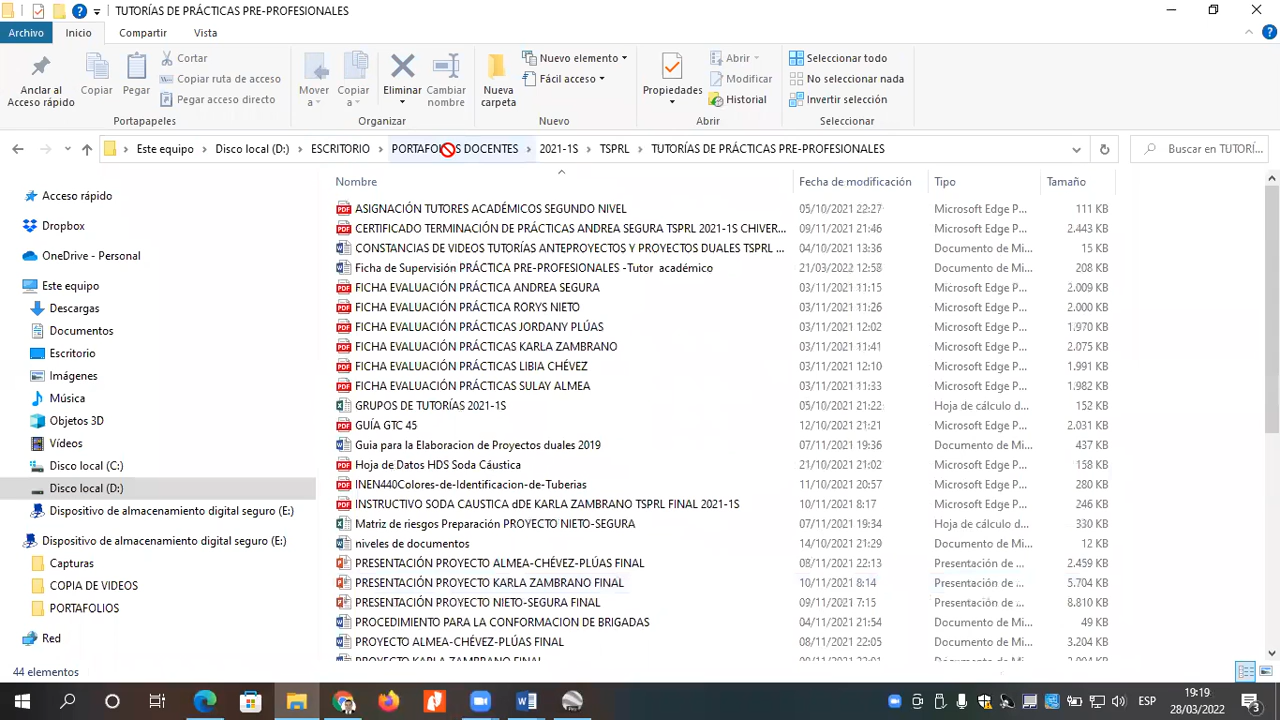 TUTORÍAS DE PRÁCTICAS PRE-PROFESIONALES
Archivo Inicio Compartir Vista
Anclar al Acceso rápido
Copiar
Pegar
Cortar
Copiar ruta de acceso
Pegar acceso directo
Portapapeles
Mover a
Copiar a
Eliminar
Cambiar nombre
Organizar
Nueva carpeta
Nuevo elemento
Fácil acceso
Nuevo
Propiedades
Abrir
Modificar
Historial
Abrir
Seleccionar todo
No seleccionar nada
Invertir selección
Seleccionar
Este equipo Disco local (D:) ESCRITORIO DOCENTES 2021-1S TSPRL TUTORÍAS DE PRÁCTICAS PRE-PROFESIONALES
Buscar en TUTORÍ...
Acceso rápido
Dropbox
OneDrive - Personal
Este equipo
Descargas
Documentos
Escritorio
Imágenes
Música
Objetos 3D
Vídeos
Disco local (C:)
Disco local (D:)
Dispositivo de almacenamiento digital seguro (E:)
Dispositivo de almacenamiento digital seguro (E:)
Capturas
COPIA DE VIDEOS
PORTAFOLIOS
Red
Nombre Fecha de modificación Tipo Tamaño
ASIGNACIÓN TUTORES ACADÉMICOS SEGUNDO NIVEL 05/10/2021 22:27 Microsoft Edge P... 111 KB
CERTIFICADO TERMINACIÓN DE PRÁCTICAS ANDREA SEGURA TSPRL 2021-1S CHIVER... 09/11/2021 21:46 Microsoft Edge P... 2.443 KB
CONSTANCIAS DE VIDEOS TUTORÍAS ANTEPROYECTOS Y PROYECTOS DUALES TSPRL ... 04/10/2021 13:36 Documento de Mi... 15 KB
Ficha de Supervisión PRÁCTICA PRE-PROFESIONALES -Tutor académico 21/03/2022 12:58 Documento de Mi... 208 KB
FICHA EVALUACIÓN PRÁCTICA ANDREA SEGURA 03/11/2021 11:15 Microsoft Edge P... 2.009 KB
FICHA EVALUACIÓN PRÁCTICA RORYS NIETO 03/11/2021 11:26 Microsoft Edge P... 2.000 KB
FICHA EVALUACIÓN PRÁCTICAS JORDANY PLÚAS 03/11/2021 12:02 Microsoft Edge P... 1.970 KB
FICHA EVALUACIÓN PRÁCTICAS KARLA ZAMBRANO 03/11/2021 11:41 Microsoft Edge P... 2.075 KB
FICHA EVALUACIÓN PRÁCTICAS LIBIA CHÉVEZ 03/11/2021 12:10 Microsoft Edge P... 1.991 KB
FICHA EVALUACIÓN PRÁCTICAS SULAY ALMEA 03/11/2021 11:33 Microsoft Edge P... 1.982 KB
GRUPOS DE TUTORÍAS 2021-1S 05/10/2021 21:22 Hoja de cálculo d... 152 KB
GUÍA GTC 45 12/10/2021 21:21 Microsoft Edge P... 2.031 KB
Guia para la Elaboracion de Proyectos duales 2019 07/11/2021 19:36 Documento de Mi... 437 KB
Hoja de Datos HDS Soda Cáustica 21/10/2021 21:02 Microsoft Edge P... 158 KB
INEN440Colores-de-Identificacion-de-Tuberias 11/10/2021 20:57 Microsoft Edge P... 280 KB
INSTRUCTIVO SODA CAUSTICA dDE KARLA ZAMBRANO TSPRL FINAL 2021-1S 10/11/2021 8:17 Microsoft Edge P... 246 KB
Matriz de riesgos Preparación PROYECTO NIETO-SEGURA 07/11/2021 19:34 Hoja de cálculo d... 330 KB
niveles de documentos 14/10/2021 21:29 Documento de Mi... 12 KB
PRESENTACIÓN PROYECTO ALMEA-CHÉVEZ-PLÚAS FINAL 08/11/2021 22:13 Presentación de ... 2.459 KB
PRESENTACIÓN PROYECTO KARLA ZAMBRANO FINAL 10/11/2021 8:14 Presentación de ... 5.704 KB
PRESENTACIÓN PROYECTO NIETO-SEGURA FINAL 09/11/2021 7:15 Presentación de ... 8.810 KB
PROCEDIMIENTO PARA LA CONFORMACION DE BRIGADAS 04/11/2021 21:54 Documento de Mi... 49 KB
PROYECTO ALMEA-CHÉVEZ-PLÚAS FINAL 08/11/2021 22:05 Documento de Mi... 3.204 KB
PROYECTO KARLA ZAMBRANO FINAL
44 elementos
ESP
19:19
28/03/2022
3